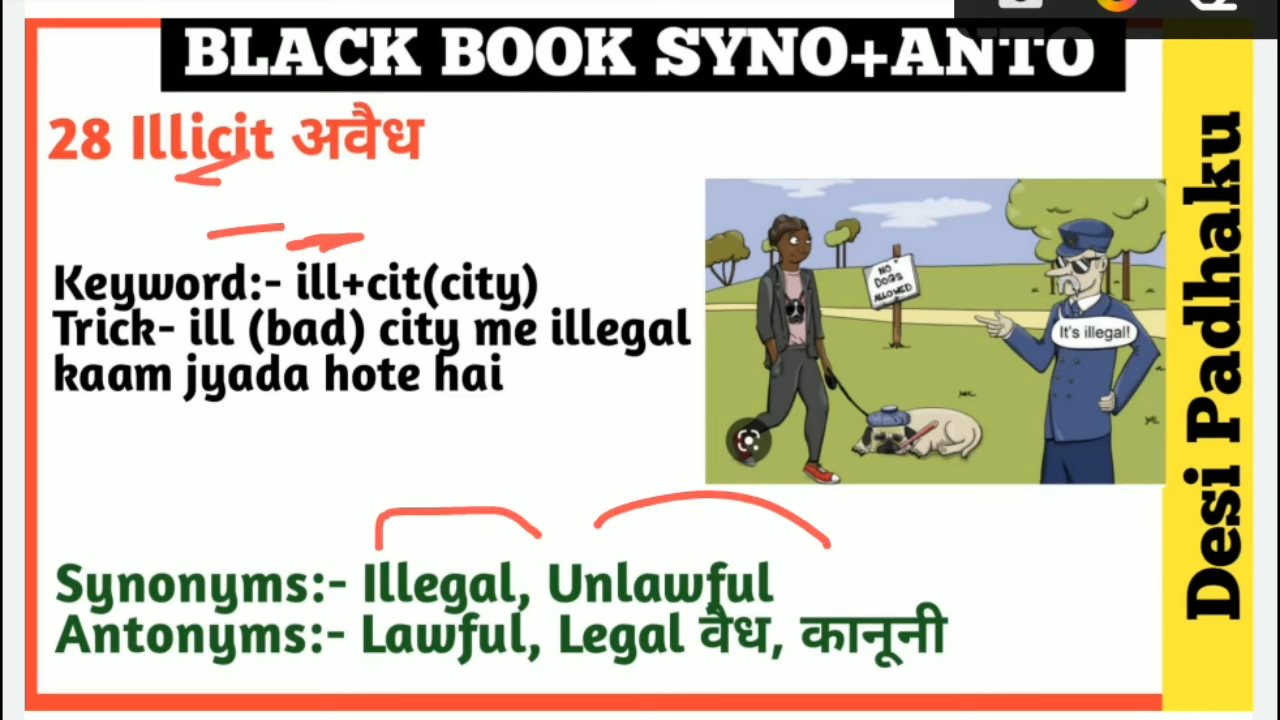 BLACK BOOK SYNO+ANTO
28 Illicit अवैध
Keyword:- ill+cit(city)
Trick- ill (bad) city me illegal
kaam jyada hote hai
NO
DOGS
ALLOWED
It's illegal!
Synonyms:- Illegal, Unlawful
Antonyms:- Lawful, Legal वैध, कानूनी
Desi Padhaku